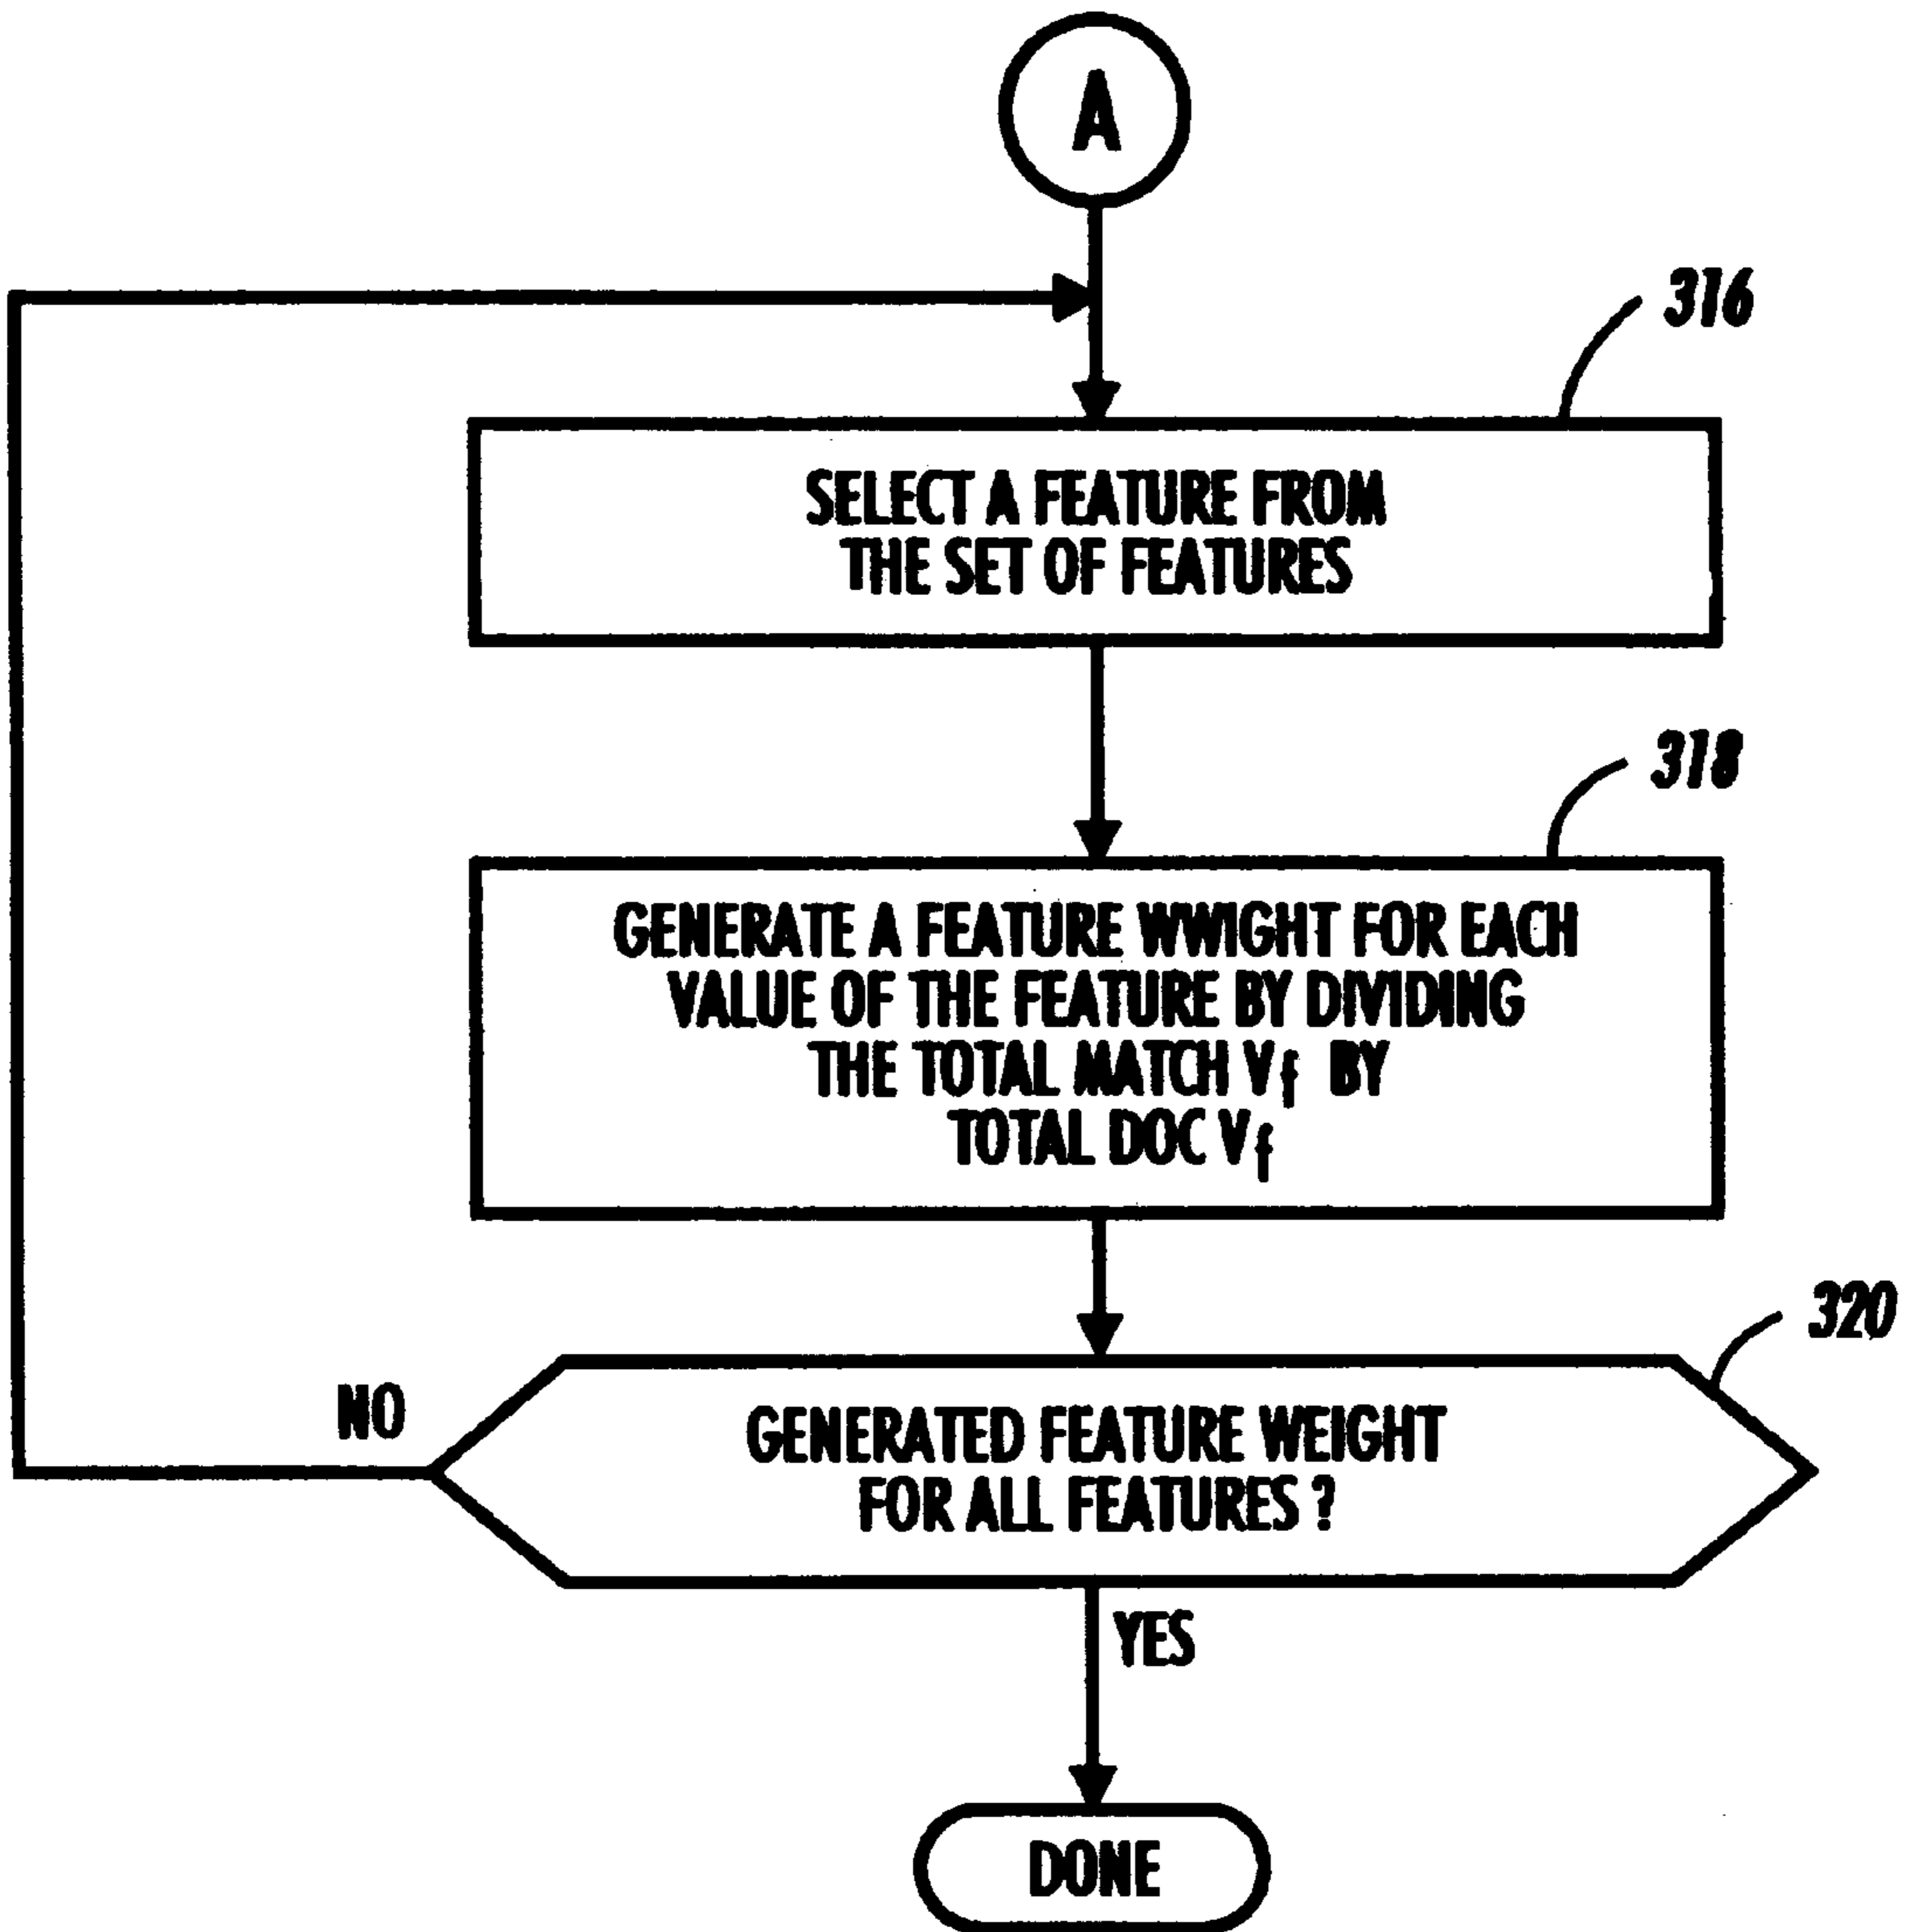 A
316
SELECT A FEATURE FROM
THE SET OF FEATURES
318
GENERATE A FEATURE WWIGHT FOR EACH
VALUE OF THE FEATURE BY DIVIDING
THE TOTAL MATCH Vf BY
TOTAL DOC Vf
320
NO
GENERATED FEATURE WEIGHT
FOR ALL FEATURES ?
YES
DONE